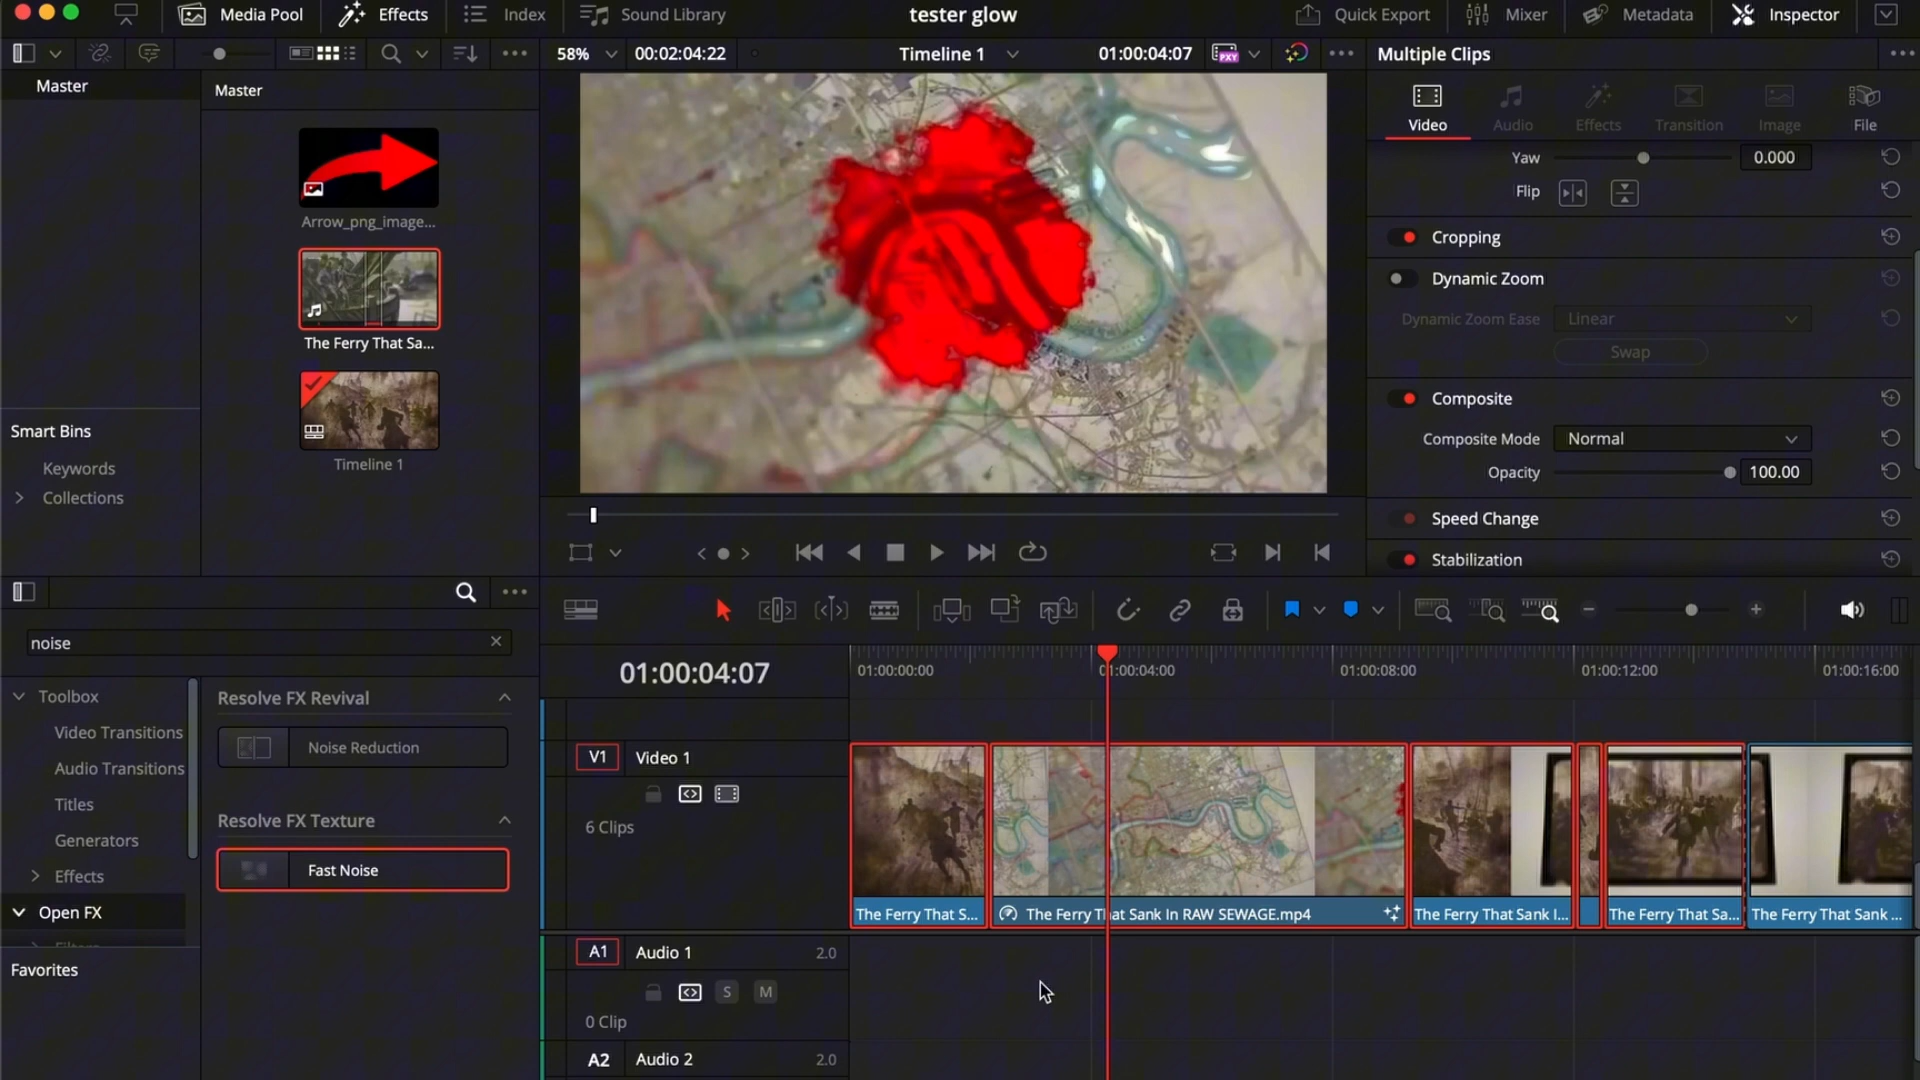 Media Pool
Effects
Index
Sound Library
tester glow
Quick Export
Mixer
Metadata
Inspector
58%
00:02:04:22
Timeline 1
01:00:04:07
PXY
Multiple Clips
Master
Master
Arrow_png_image...
The Ferry That Sa...
Timeline 1
Smart Bins
Keywords
Collections
Video
Audio
Effects
Transition
Image
File
Yaw
0.000
Flip
Cropping
Dynamic Zoom
Dynamic Zoom Ease
Linear
Swap
Composite
Composite Mode
Normal
Opacity
100.00
Speed Change
Stabilization
noise
Toolbox
Video Transitions
Audio Transitions
Titles
Generators
Effects
Open FX
Filters
Favorites
Resolve FX Revival
Noise Reduction
Resolve FX Texture
Fast Noise
01:00:04:07
01:00:00:00
01:00:04:00
01:00:08:00
01:00:12:00
01:00:16:00
V1
Video 1
6 Clips
The Ferry That S...
The Ferry That Sank In RAW SEWAGE.mp4
The Ferry That Sank I...
The Ferry That Sa...
The Ferry That Sank ...
A1
Audio 1
2.0
S
M
0 Clip
A2
Audio 2
2.0